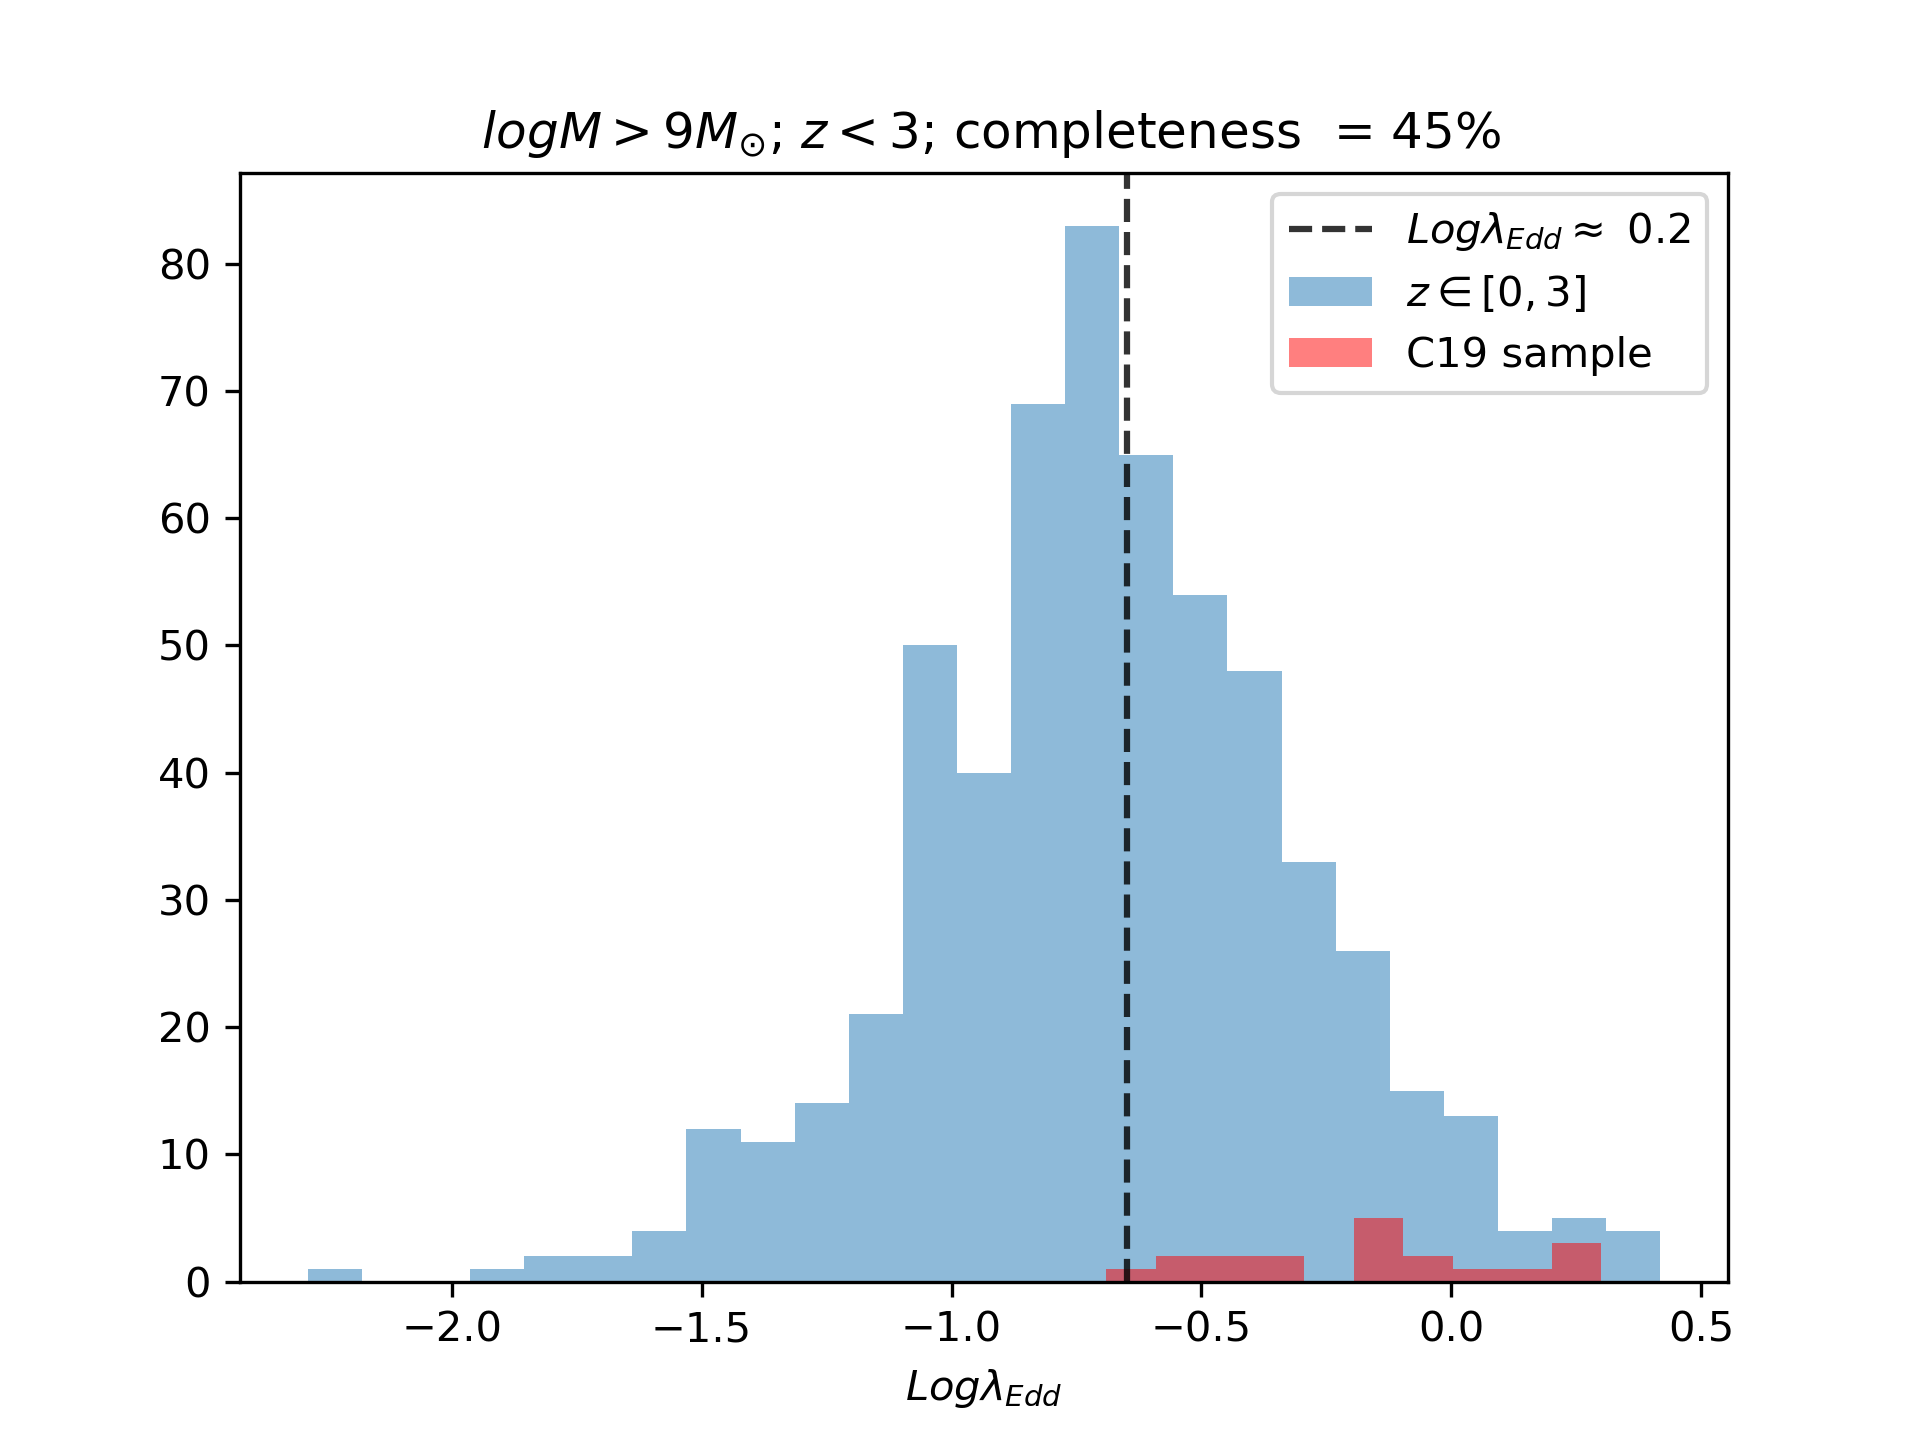 logM > 9M⊙; z < 3; completeness = 45%
Logλ_Edd ≈ 0.2
z ∈ [0, 3]
C19 sample
80
70
60
50
40
30
20
10
0
−2.0 −1.5 −1.0 −0.5 0.0 0.5
Logλ_Edd